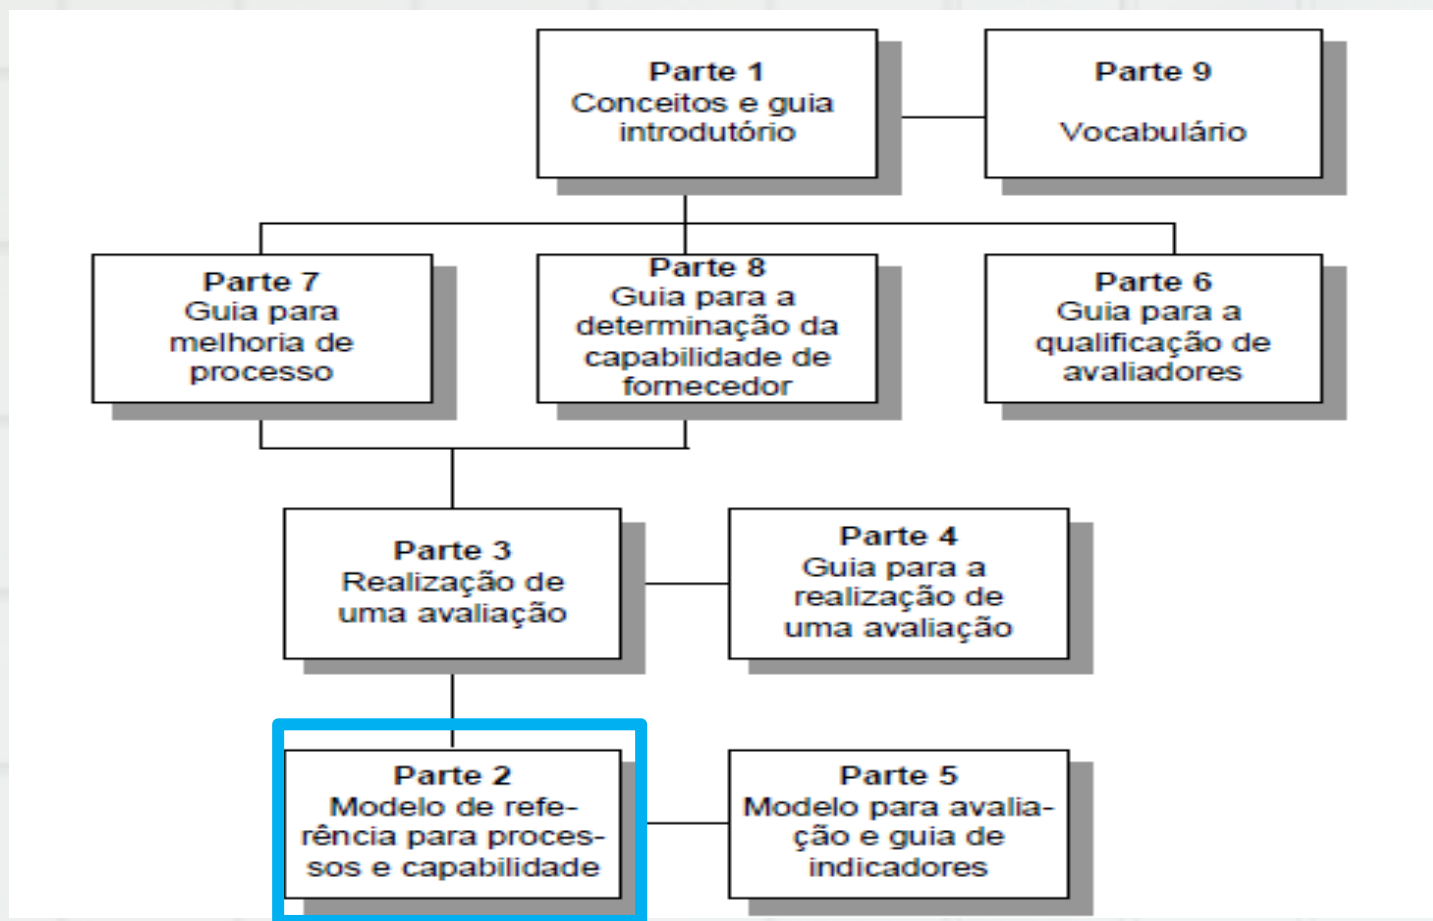 Parte 1
Conceitos e guia
introdutório
Parte 9
Vocabulário
Parte 7
Guia para
melhoria de
processo
Parte 8
Guia para a
determinação da
capabilidade de
fornecedor
Parte 6
Guia para a
qualificação de
avaliadores
Parte 3
Realização de
uma avaliação
Parte 4
Guia para a
realização de
uma avaliação
Parte 2
Modelo de refe-
rência para proces-
sos e capabilidade
Parte 5
Modelo para avalia-
ção e guia de
indicadores